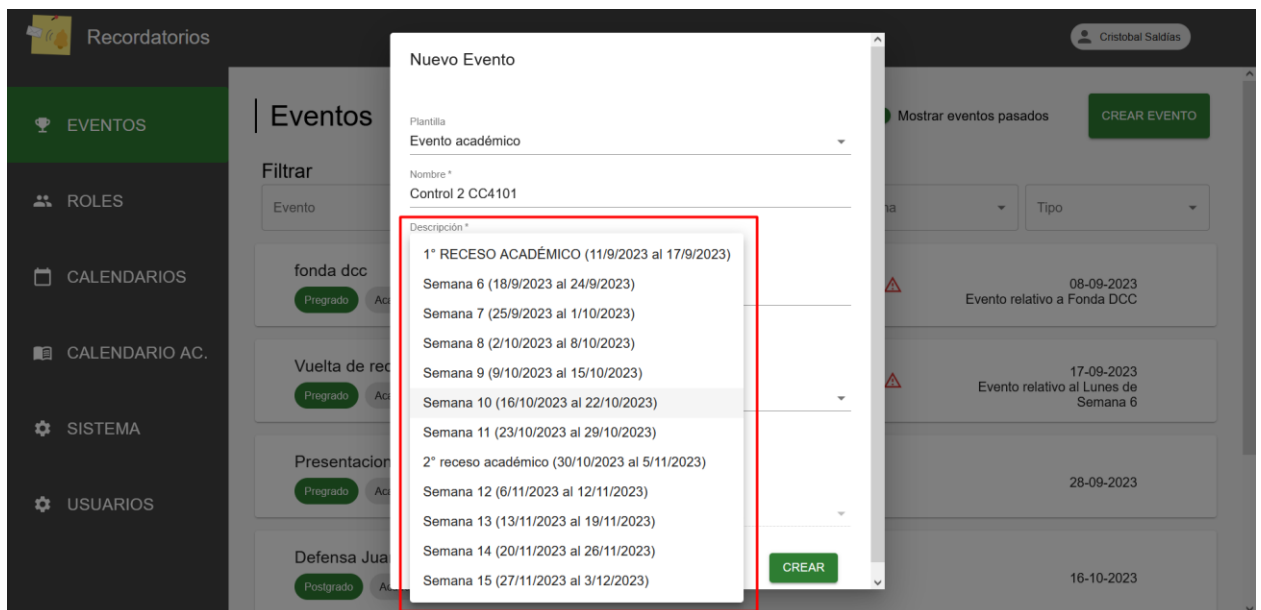 Recordatorios
Cristobal Saldías
EVENTOS
ROLES
CALENDARIOS
CALENDARIO AC.
SISTEMA
USUARIOS
Eventos
Mostrar eventos pasados
CREAR EVENTO
Filtrar
Evento
na
Tipo
fonda dcc
Pregrado
Aca
08-09-2023
Evento relativo a Fonda DCC
Vuelta de rec
Pregrado
Aca
17-09-2023
Evento relativo al Lunes de
Semana 6
Presentacion
Pregrado
Aca
28-09-2023
Defensa Jua
Postgrado
16-10-2023
Nuevo Evento
Plantilla
Evento académico
Nombre *
Control 2 CC4101
Descripción *
1° RECESO ACADÉMICO (11/9/2023 al 17/9/2023)
Semana 6 (18/9/2023 al 24/9/2023)
Semana 7 (25/9/2023 al 1/10/2023)
Semana 8 (2/10/2023 al 8/10/2023)
Semana 9 (9/10/2023 al 15/10/2023)
Semana 10 (16/10/2023 al 22/10/2023)
Semana 11 (23/10/2023 al 29/10/2023)
2° receso académico (30/10/2023 al 5/11/2023)
Semana 12 (6/11/2023 al 12/11/2023)
Semana 13 (13/11/2023 al 19/11/2023)
Semana 14 (20/11/2023 al 26/11/2023)
Semana 15 (27/11/2023 al 3/12/2023)
CREAR